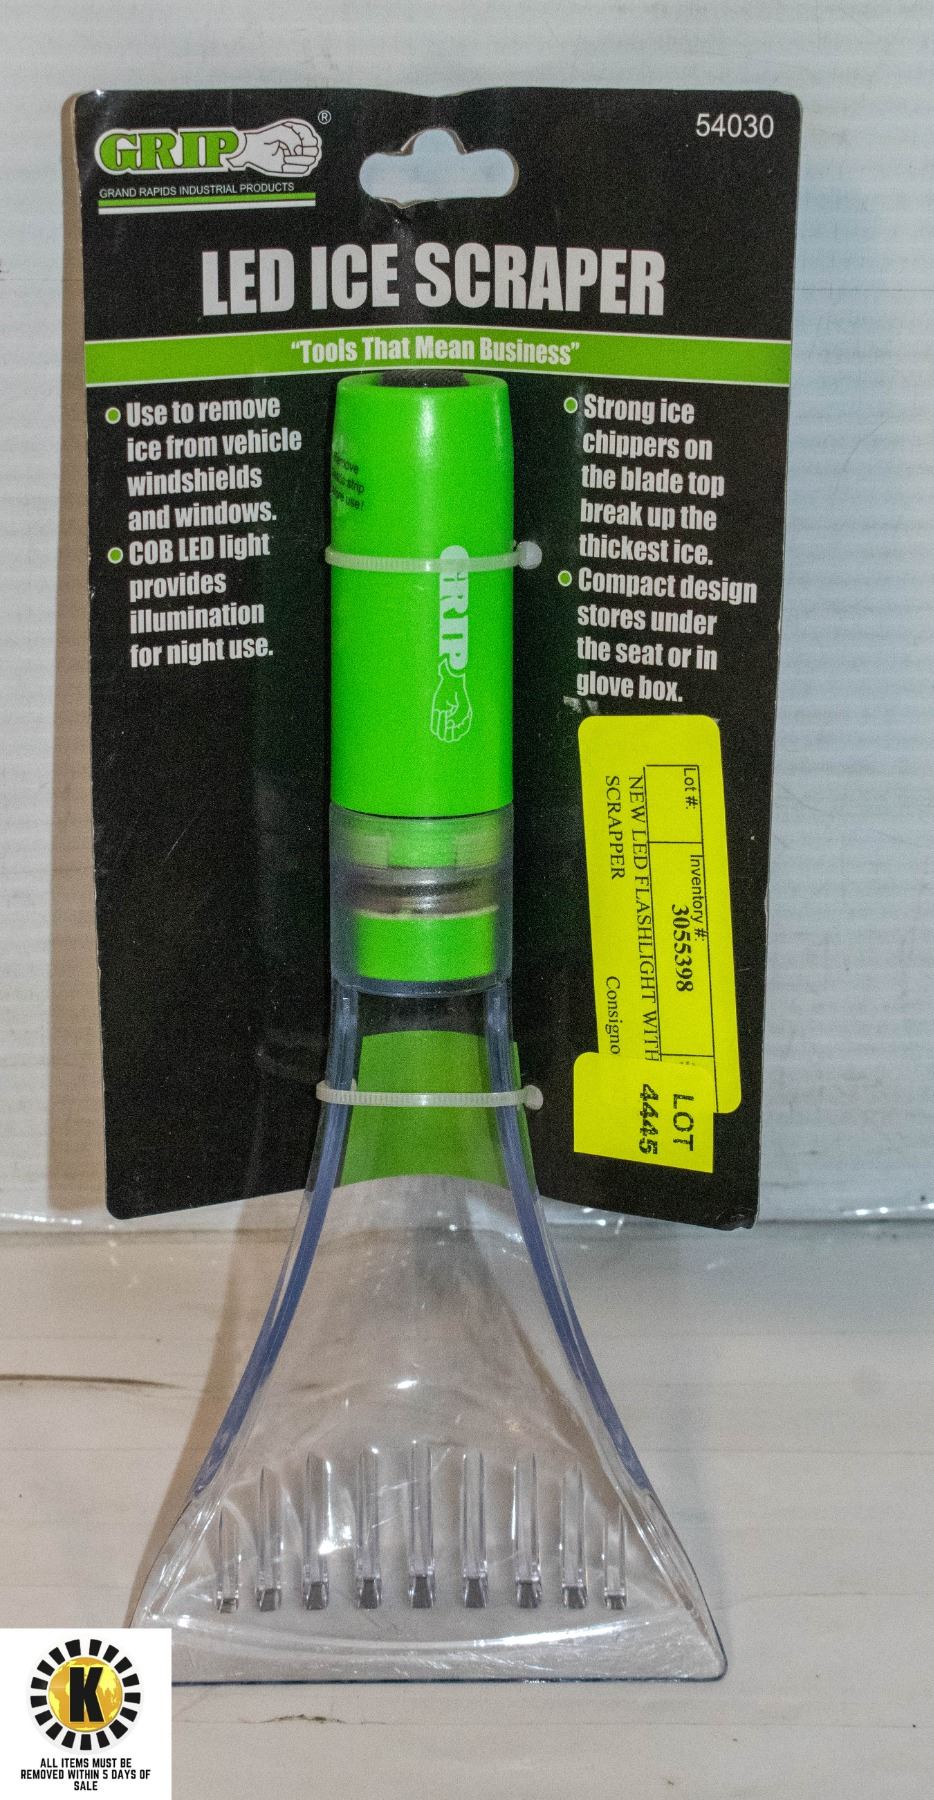 GRIP®
GRAND RAPIDS INDUSTRIAL PRODUCTS
54030
LED ICE SCRAPER
"Tools That Mean Business"
Use to remove
ice from vehicle
windshields
and windows.
COB LED light
provides
illumination
for night use.
Strong ice
chippers on
the blade top
break up the
thickest ice.
Compact design
stores under
the seat or in
glove box.
strip
use!
GRIP
Lot #:
Inventory #:
3055398
NEW LED FLASHLIGHT WITH
SCRAPPER
Consigno
LOT
4445
K
ALL ITEMS MUST BE
REMOVED WITHIN 5 DAYS OF
SALE